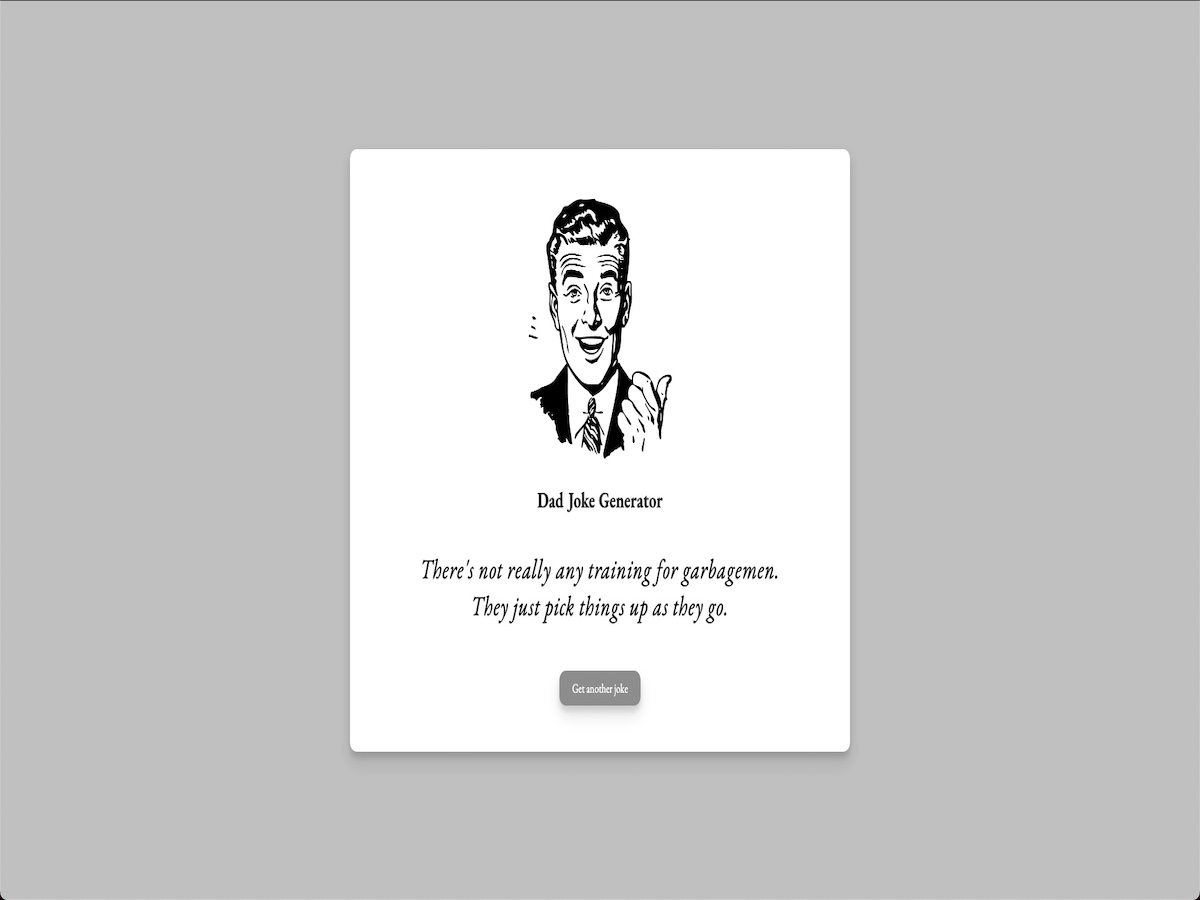 Dad Joke Generator
There's not really any training for garbagemen.
They just pick things up as they go.
Get another joke